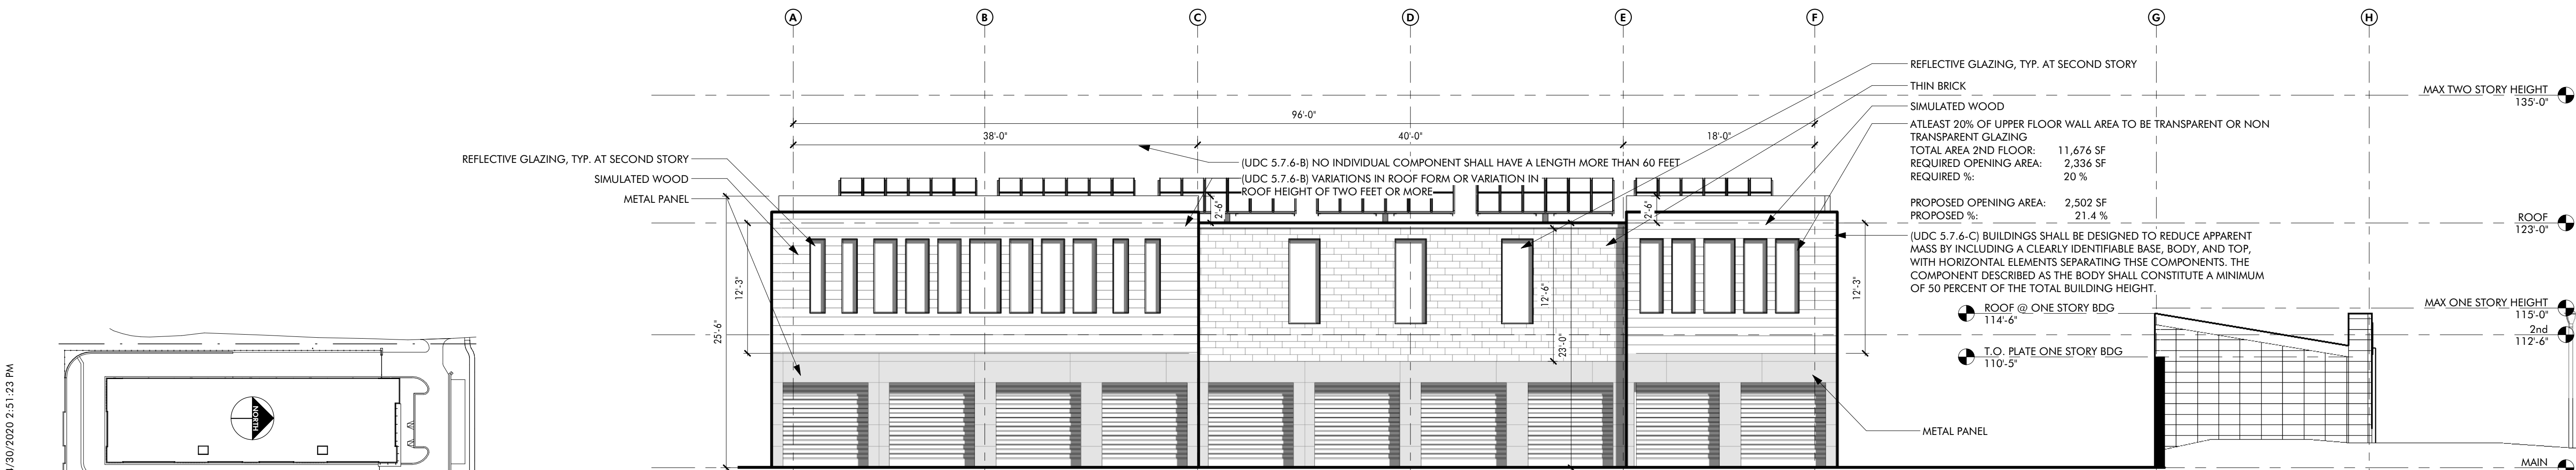 A
B
C
D
E
F
G
H
96'-0"
38'-0"
40'-0"
18'-0"
REFLECTIVE GLAZING, TYP. AT SECOND STORY
SIMULATED WOOD
METAL PANEL
(UDC 5.7.6-B) NO INDIVIDUAL COMPONENT SHALL HAVE A LENGTH MORE THAN 60 FEET
(UDC 5.7.6-B) VARIATIONS IN ROOF FORM OR VARIATION IN
ROOF HEIGHT OF TWO FEET OR MORE
2'-6"
2'-6"
12'-3"
25'-6"
12'-6"
23'-0"
12'-3"
REFLECTIVE GLAZING, TYP. AT SECOND STORY
THIN BRICK
SIMULATED WOOD
ATLEAST 20% OF UPPER FLOOR WALL AREA TO BE TRANSPARENT OR NON
TRANSPARENT GLAZING
TOTAL AREA 2ND FLOOR: 11,676 SF
REQUIRED OPENING AREA: 2,336 SF
REQUIRED %: 20 %
PROPOSED OPENING AREA: 2,502 SF
PROPOSED %: 21.4 %
(UDC 5.7.6-C) BUILDINGS SHALL BE DESIGNED TO REDUCE APPARENT
MASS BY INCLUDING A CLEARLY IDENTIFIABLE BASE, BODY, AND TOP,
WITH HORIZONTAL ELEMENTS SEPARATING THSE COMPONENTS. THE
COMPONENT DESCRIBED AS THE BODY SHALL CONSTITUTE A MINIMUM
OF 50 PERCENT OF THE TOTAL BUILDING HEIGHT.
ROOF @ ONE STORY BDG
114'-6"
T.O. PLATE ONE STORY BDG
110'-5"
METAL PANEL
MAX TWO STORY HEIGHT
135'-0"
ROOF
123'-0"
MAX ONE STORY HEIGHT
115'-0"
2nd
112'-6"
MAIN
NORTH
/30/2020 2:51:23 PM